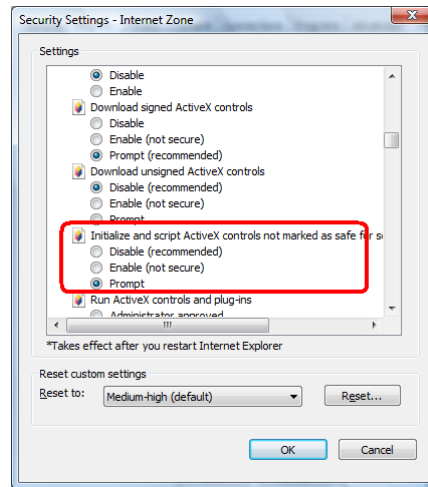 Security Settings - Internet Zone
Settings
Disable
Enable
Download signed ActiveX controls
Disable
Enable (not secure)
Prompt (recommended)
Download unsigned ActiveX controls
Disable (recommended)
Enable (not secure)
Prompt
Initialize and script ActiveX controls not marked as safe for s
Disable (recommended)
Enable (not secure)
Prompt
Run ActiveX controls and plug-ins
Administrator approved
*Takes effect after you restart Internet Explorer
Reset custom settings
Reset to:
Medium-high (default)
Reset...
OK
Cancel